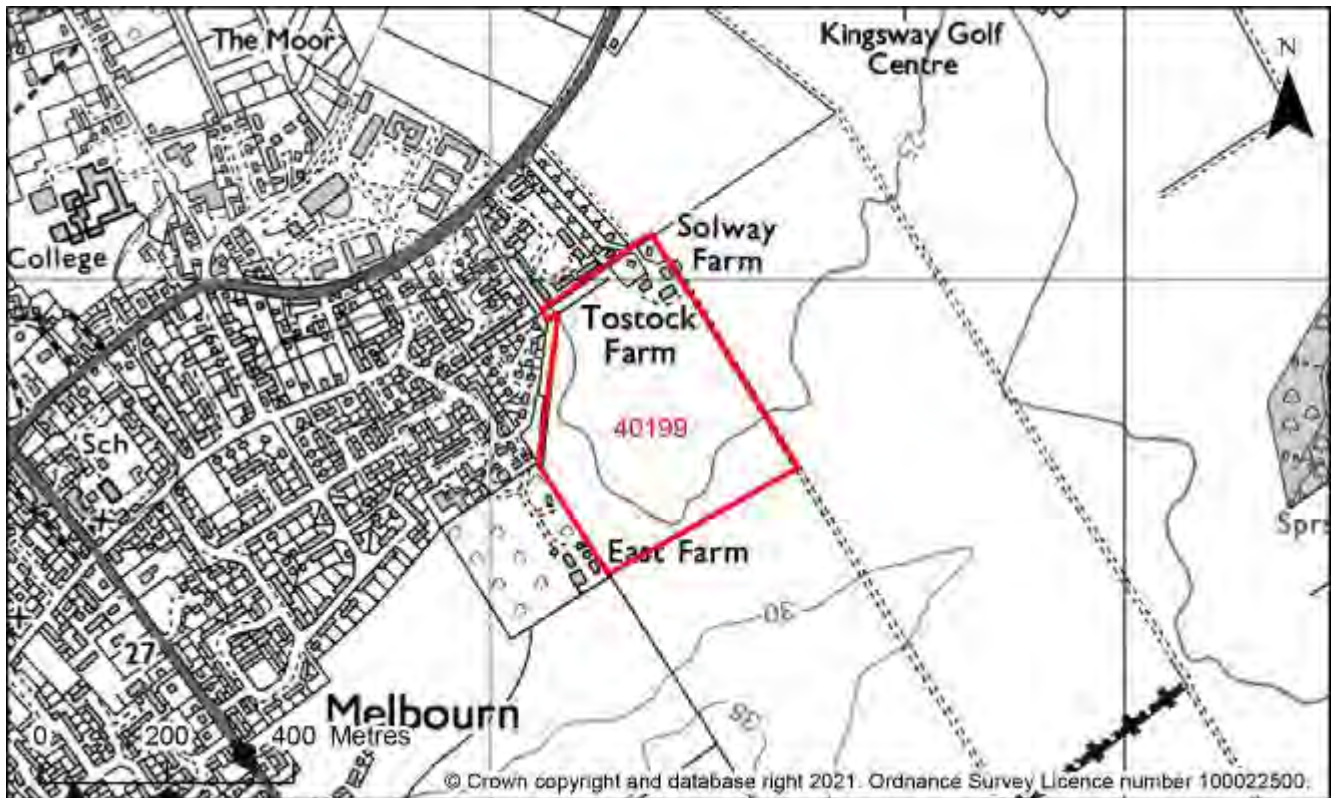 The Moor
Kingsway Golf
Centre
N
College
Solway
Farm
Tostock
Farm
40199
Sch
East Farm
30
27
35
Melbourn
0 200 400 Metres
© Crown copyright and database right 2021. Ordnance Survey Licence number 100022500.